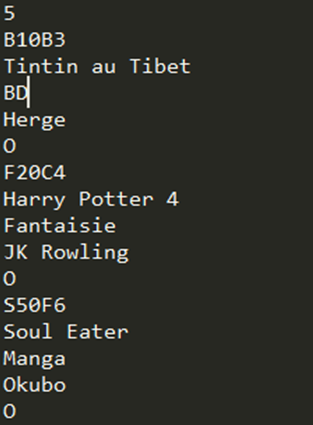 5
B10B3
Tintin au Tibet
BD
Herge
O
F20C4
Harry Potter 4
Fantaisie
JK Rowling
O
S50F6
Soul Eater
Manga
Okubo
O